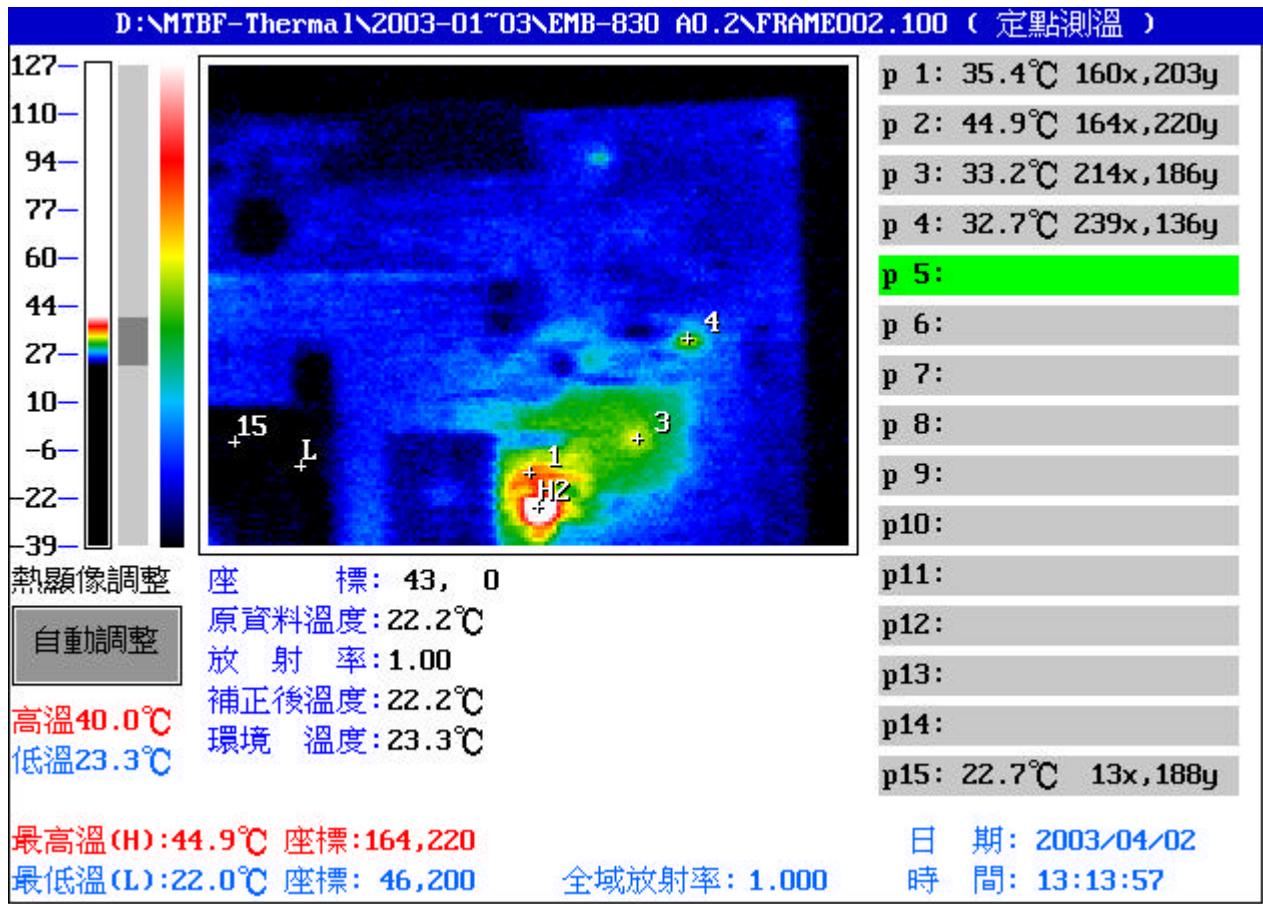 D:\MTBF-Thermal\2003-01~03\EMB-830 A0.2\FRAME002.100 ( 定點測溫 )
127
110
94
77
60
44
27
10
-6
-22
-39
4
3
15
L
1
H2
熱顯像調整
自動調整
高溫40.0℃
低溫23.3℃
座 標: 43, 0
原資料溫度:22.2℃
放 射 率:1.00
補正後溫度:22.2℃
環境 溫度:23.3℃
p 1: 35.4℃ 160x,203y
p 2: 44.9℃ 164x,220y
p 3: 33.2℃ 214x,186y
p 4: 32.7℃ 239x,136y
p 5:
p 6:
p 7:
p 8:
p 9:
p10:
p11:
p12:
p13:
p14:
p15: 22.7℃ 13x,188y
最高溫(H):44.9℃ 座標:164,220
最低溫(L):22.0℃ 座標: 46,200
全域放射率: 1.000
日 期: 2003/04/02
時 間: 13:13:57